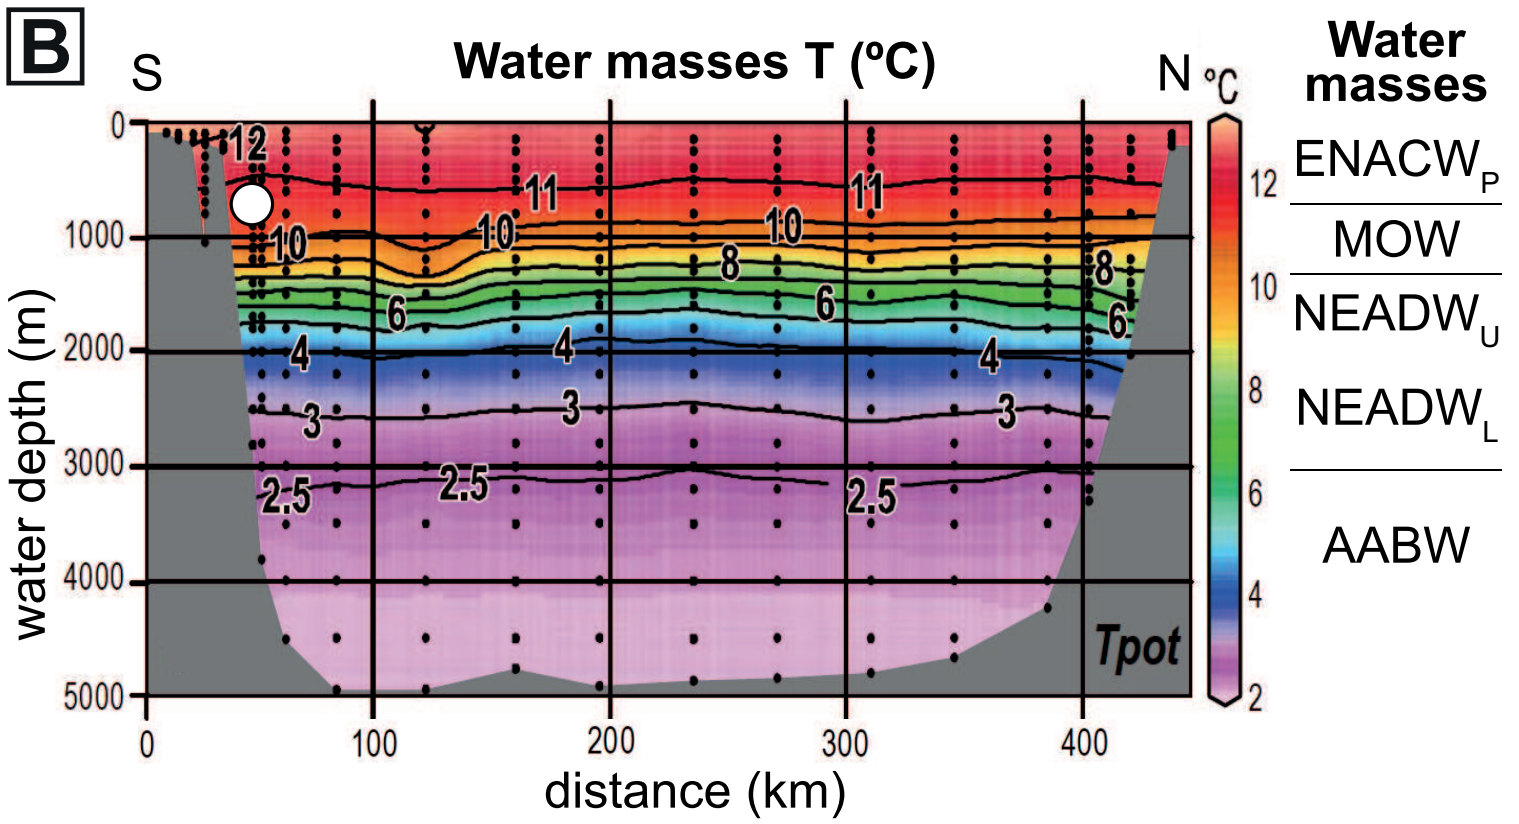 B
S
Water masses T (ºC)
N
ºC
Water
masses
0
1000
2000
3000
4000
5000
water depth (m)
12
11
11
10
10
10
8
8
6
6
6
4
4
4
3
3
3
2.5
2.5
2.5
Tpot
0
100
200
300
400
distance (km)
12
10
8
6
4
2
ENACWP
MOW
NEADWU
NEADWL
AABW